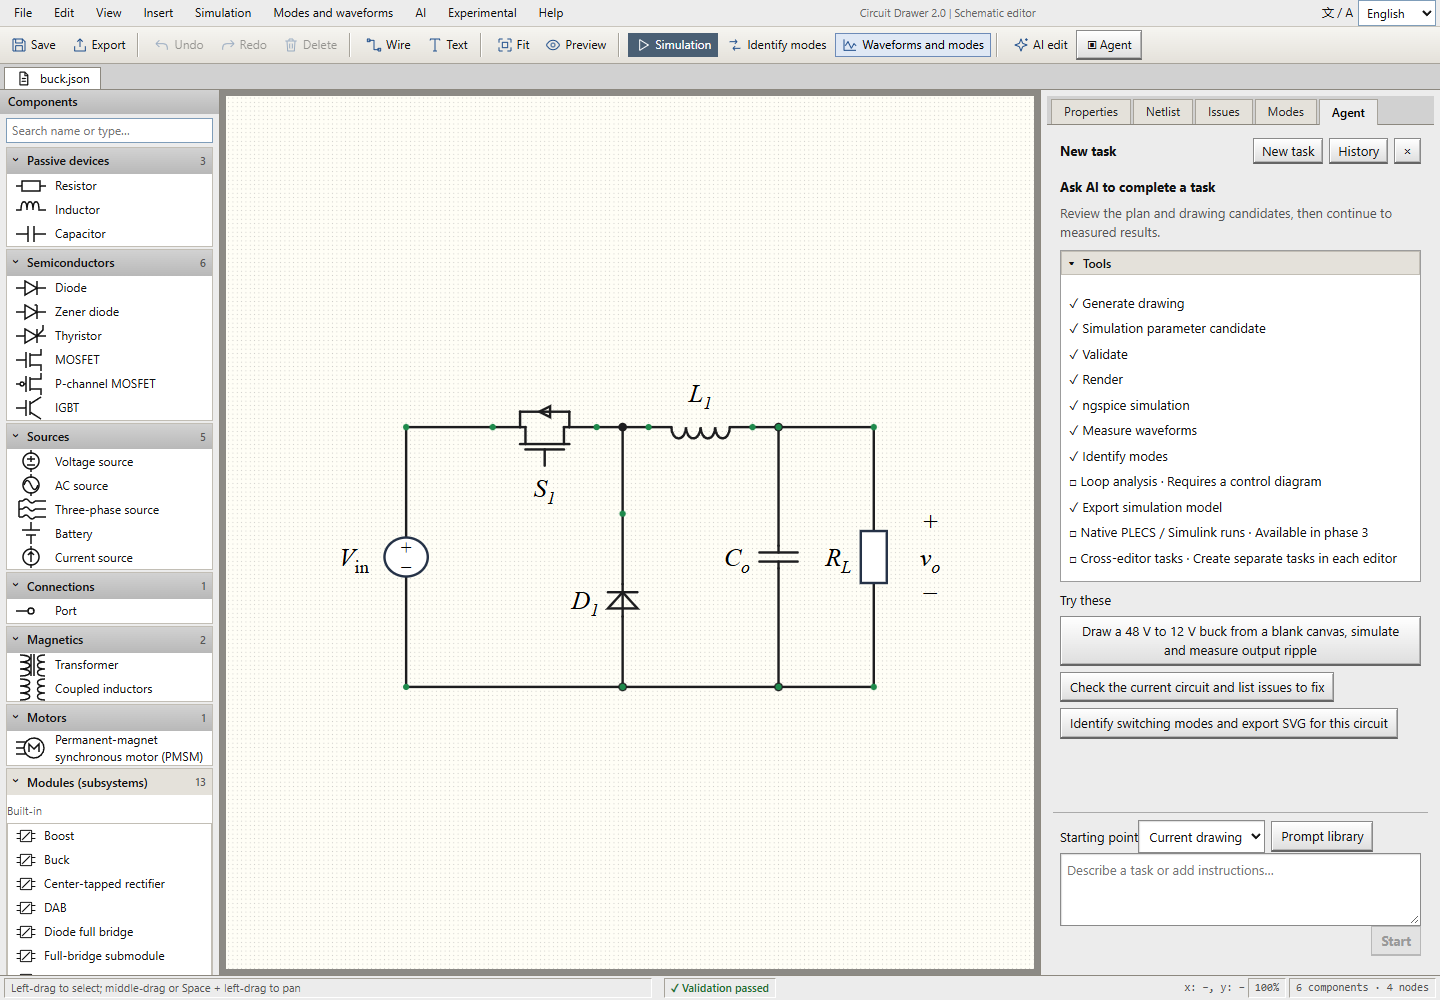 File Edit View Insert Simulation Modes and waveforms AI Experimental Help Circuit Drawer 2.0 | Schematic editor 文 / A English
Save Export Undo Redo Delete Wire Text Fit Preview Simulation Identify modes Waveforms and modes AI edit Agent
buck.json
Components
Search name or type...
Passive devices 3
Resistor
Inductor
Capacitor
Semiconductors 6
Diode
Zener diode
Thyristor
MOSFET
P-channel MOSFET
IGBT
Sources 5
Voltage source
AC source
Three-phase source
Battery
Current source
Connections 1
Port
Magnetics 2
Transformer
Coupled inductors
Motors 1
Permanent-magnet
synchronous motor (PMSM)
Modules (subsystems) 13
Built-in
Boost
Buck
Center-tapped rectifier
DAB
Diode full bridge
Full-bridge submodule
L1
S1
Vin
D1
Co
RL
+
vo
−
Properties Netlist Issues Modes Agent
New task New task History ×
Ask AI to complete a task
Review the plan and drawing candidates, then continue to
measured results.
Tools
✓ Generate drawing
✓ Simulation parameter candidate
✓ Validate
✓ Render
✓ ngspice simulation
✓ Measure waveforms
✓ Identify modes
□ Loop analysis · Requires a control diagram
✓ Export simulation model
□ Native PLECS / Simulink runs · Available in phase 3
□ Cross-editor tasks · Create separate tasks in each editor
Try these
Draw a 48 V to 12 V buck from a blank canvas, simulate
and measure output ripple
Check the current circuit and list issues to fix
Identify switching modes and export SVG for this circuit
Starting point Current drawing Prompt library
Describe a task or add instructions...
Start
Left-drag to select; middle-drag or Space + left-drag to pan ✓ Validation passed x: −, y: − 100% 6 components · 4 nodes